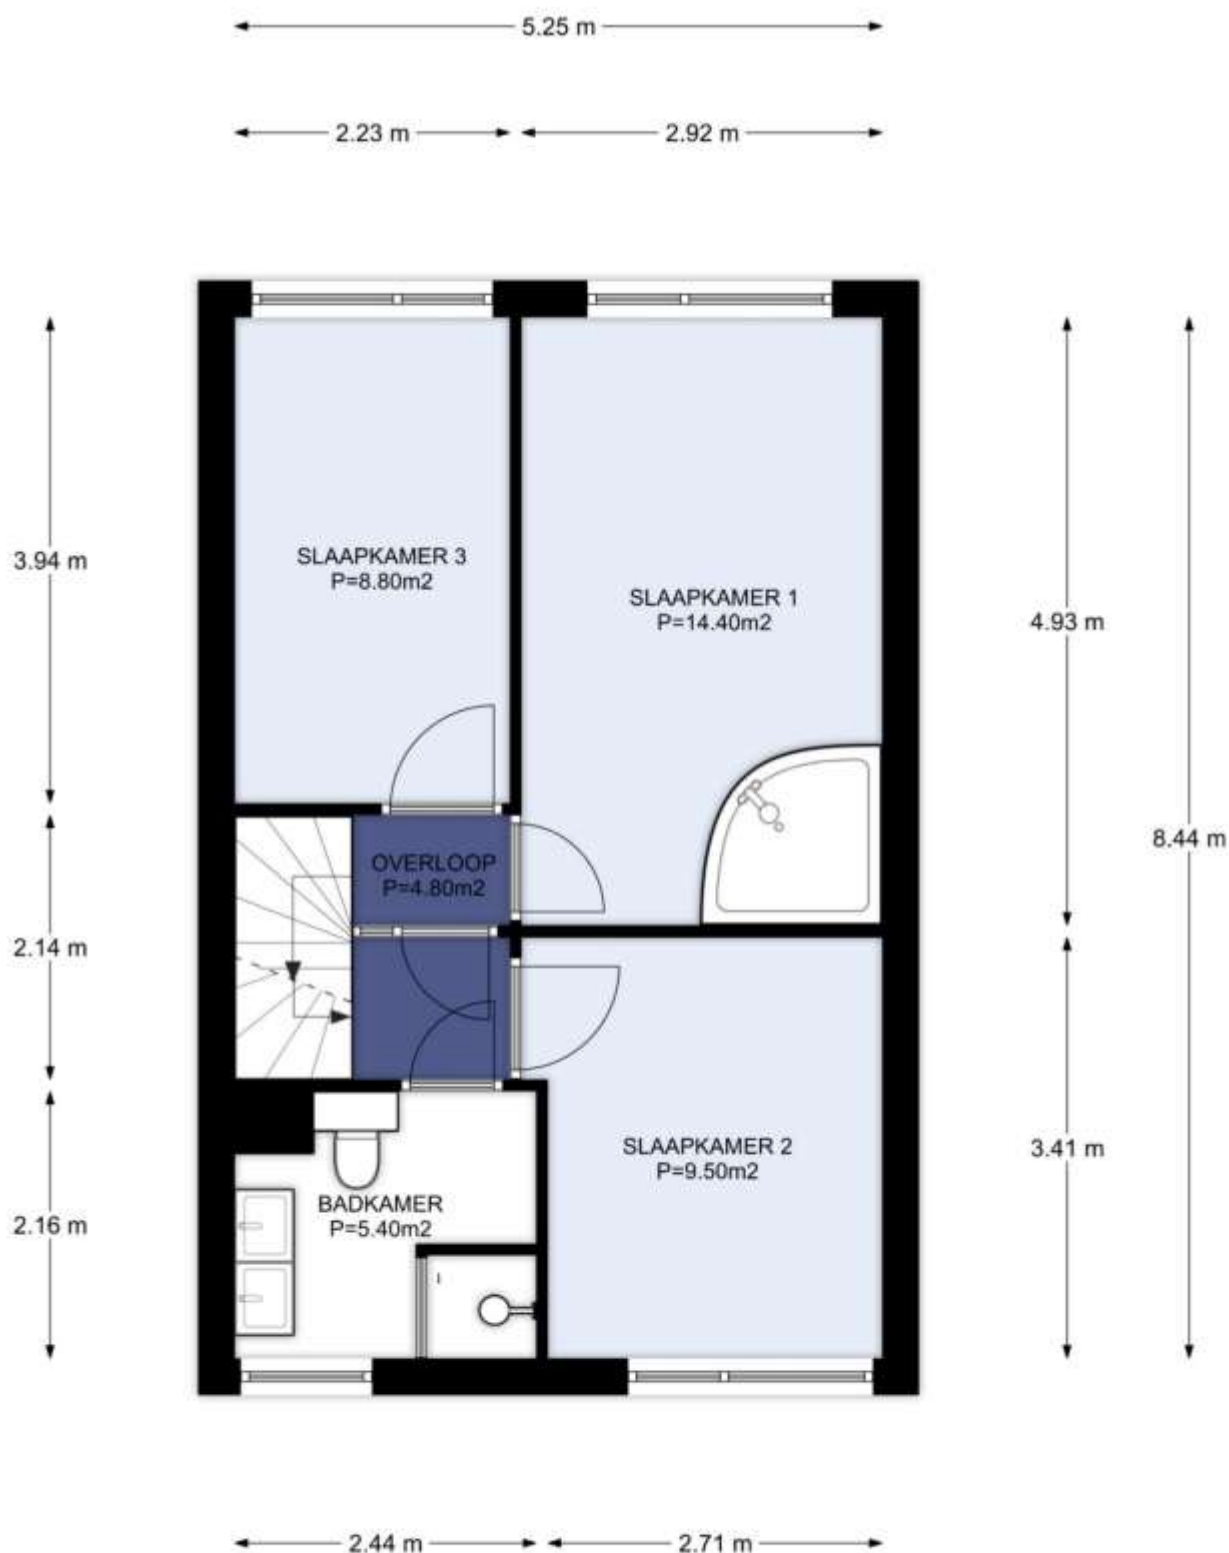 5.25 m
2.23 m
2.92 m
3.94 m
SLAAPKAMER 3
P=8.80m2
SLAAPKAMER 1
P=14.40m2
4.93 m
8.44 m
OVERLOOP
P=4.80m2
2.14 m
SLAAPKAMER 2
P=9.50m2
3.41 m
BADKAMER
P=5.40m2
2.16 m
2.44 m
2.71 m